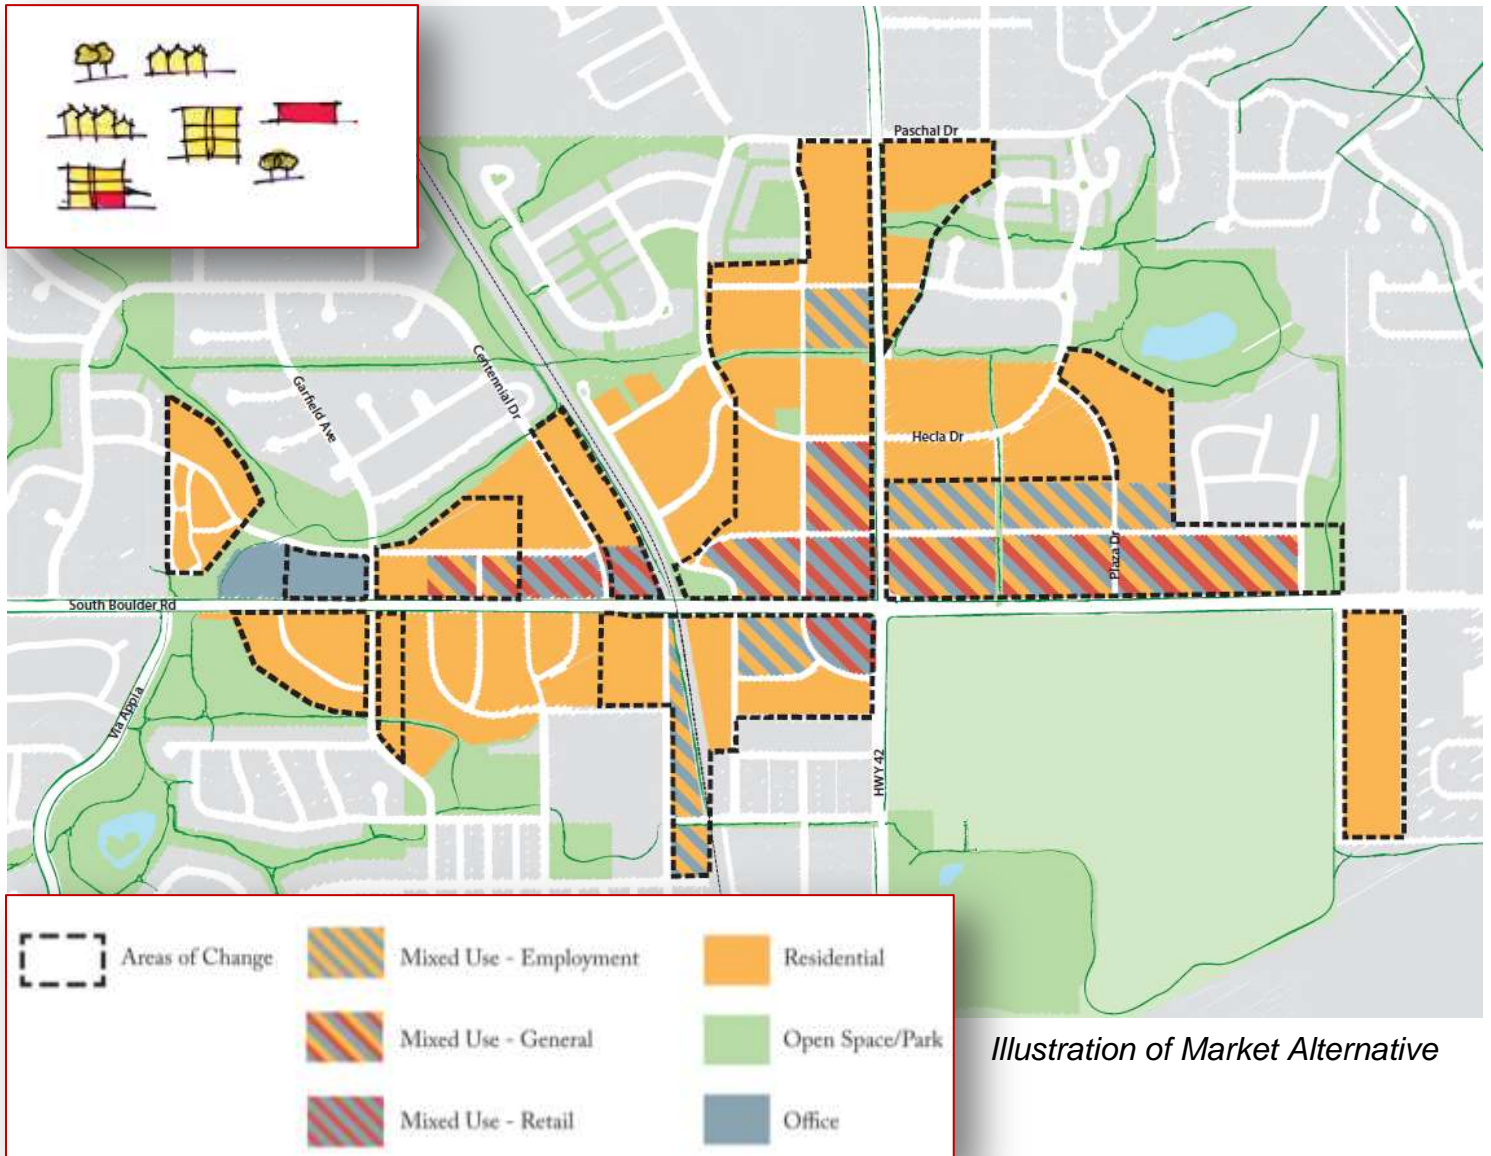 Paschal Dr
Centennial Dr
Garfield Ave
Hecla Dr
Plaza Dr
South Boulder Rd
Via Appia
HWY 42
Areas of Change
Mixed Use - Employment
Residential
Mixed Use - General
Open Space/Park
Mixed Use - Retail
Office
Illustration of Market Alternative